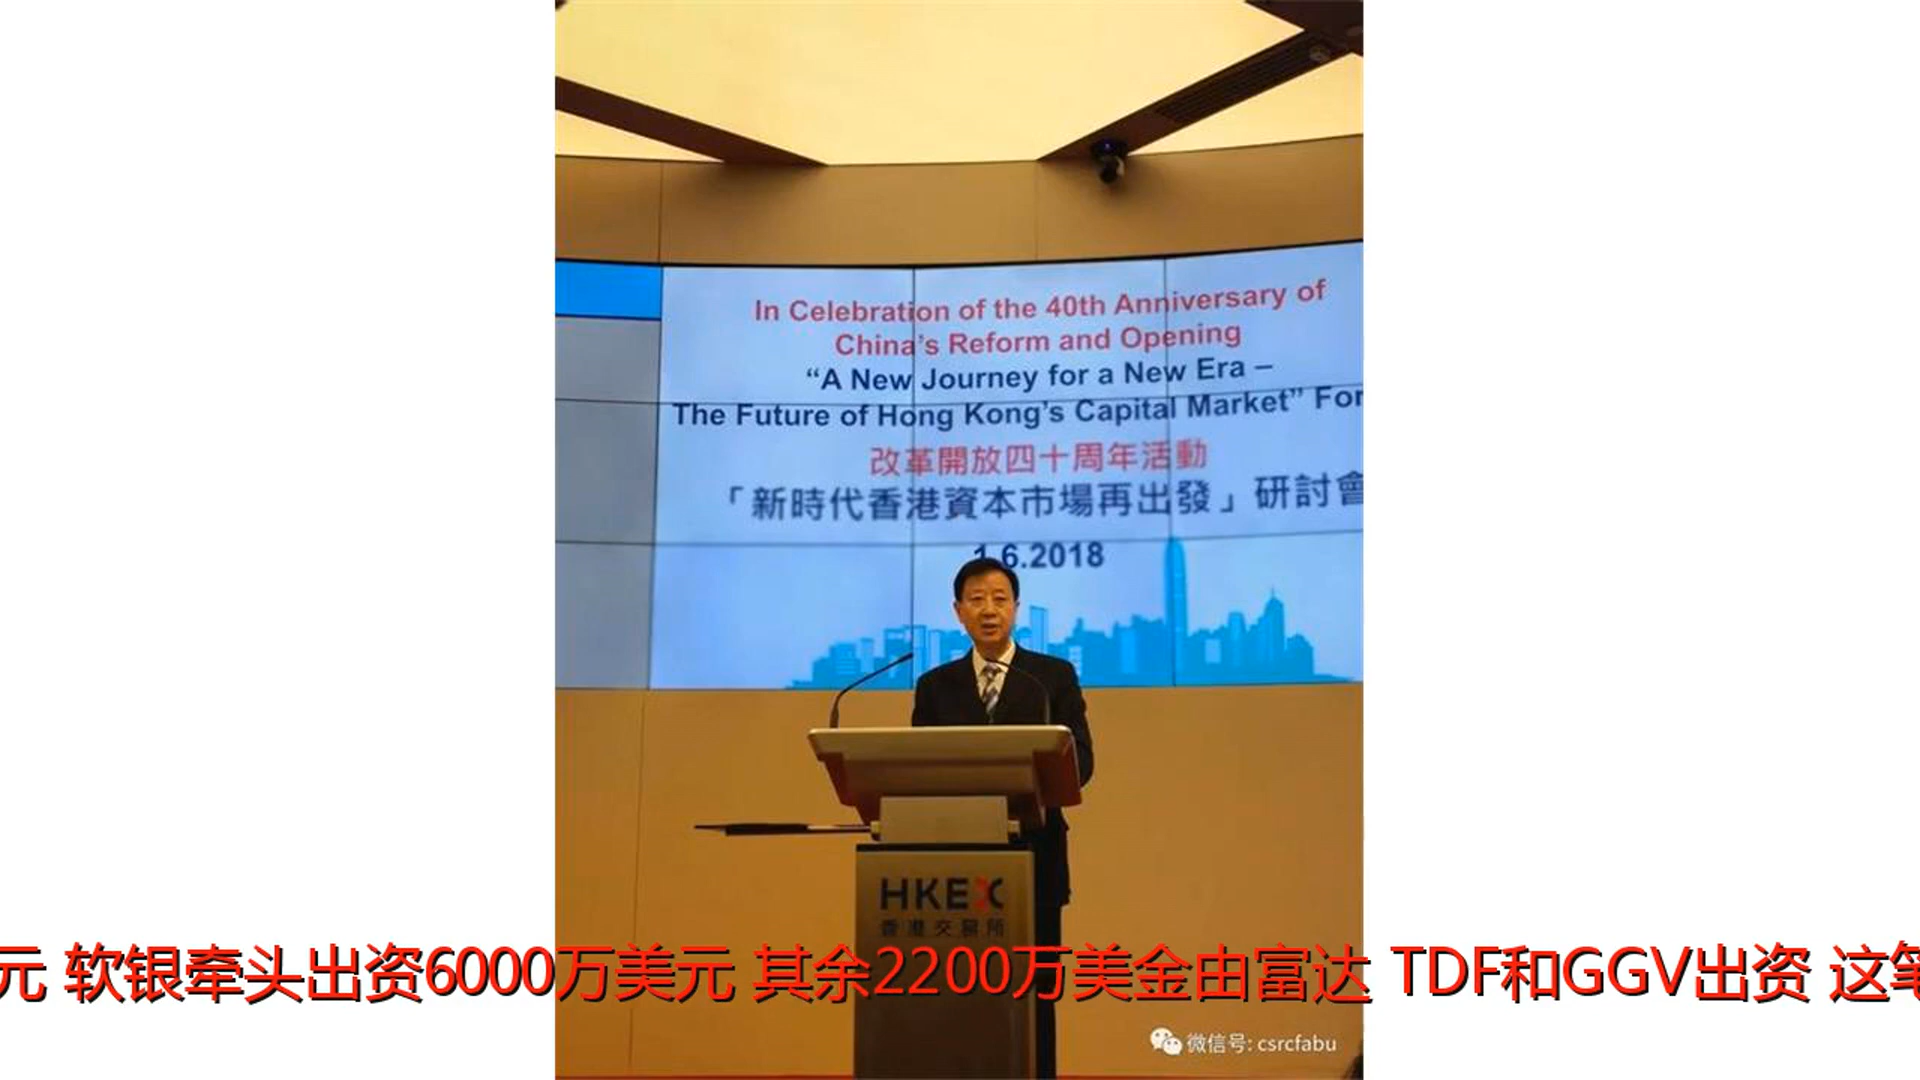 In Celebration of the 40th Anniversary of
China's Reform and Opening
“A New Journey for a New Era –
The Future of Hong Kong's Capital Market” For
改革開放四十周年活動
「新時代香港資本市場再出發」研討會
1.6.2018
HKEX
香港交易所
元 软银牵头出资6000万美元 其余2200万美金由富达 TDF和GGV出资 这笔
微信号: csrcfabu